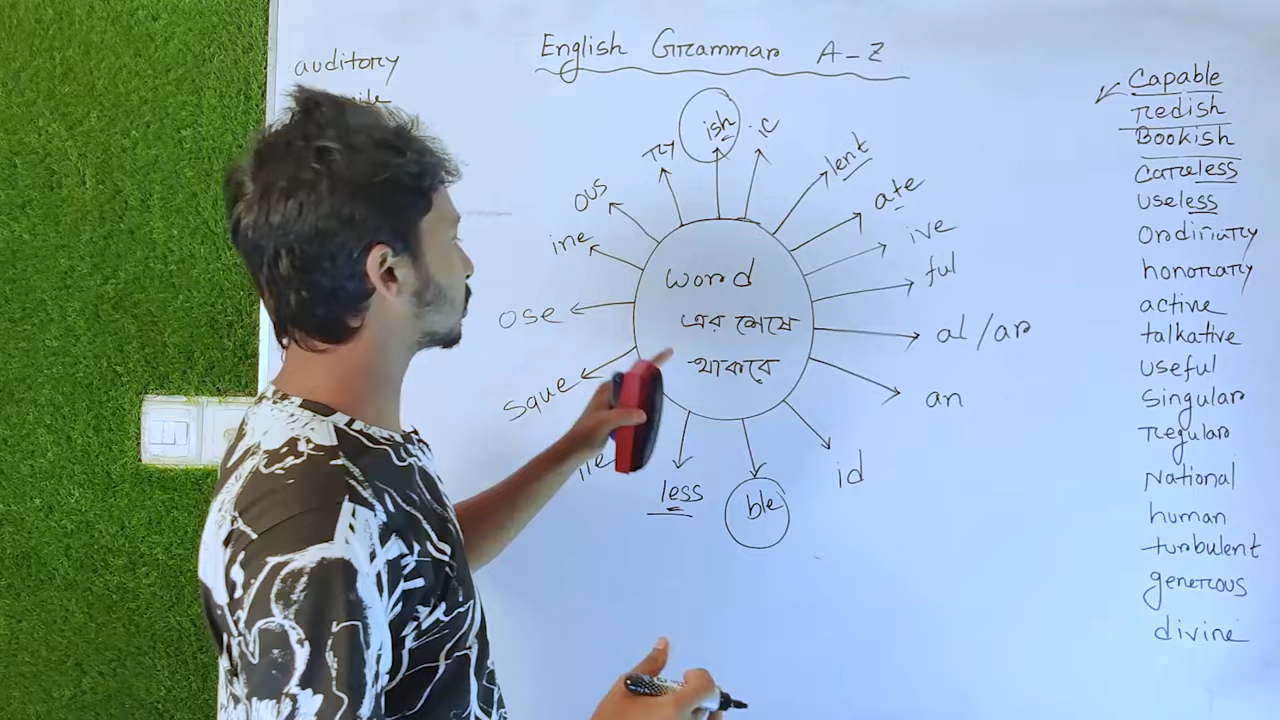 English Grammar A-Z
auditory
ish
ic
ry
lent
ous
ate
ine
ive
ful
ose
al/ar
sque
an
less
ble
id
word
এর শেষে
থাকবে
Capable
redish
Bookish
Careless
useless
Ordinary
honorary
active
talkative
useful
singular
regular
National
human
turbulent
generous
divine